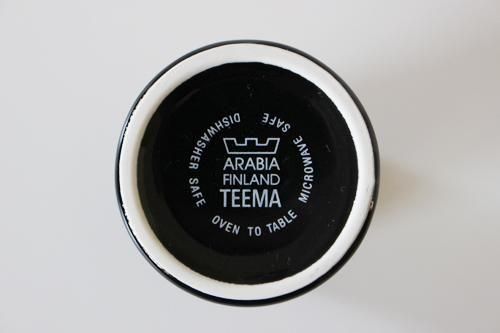 ARABIA
FINLAND
TEEMA
DISHWASHER SAFE
OVEN TO TABLE
MICROWAVE SAFE